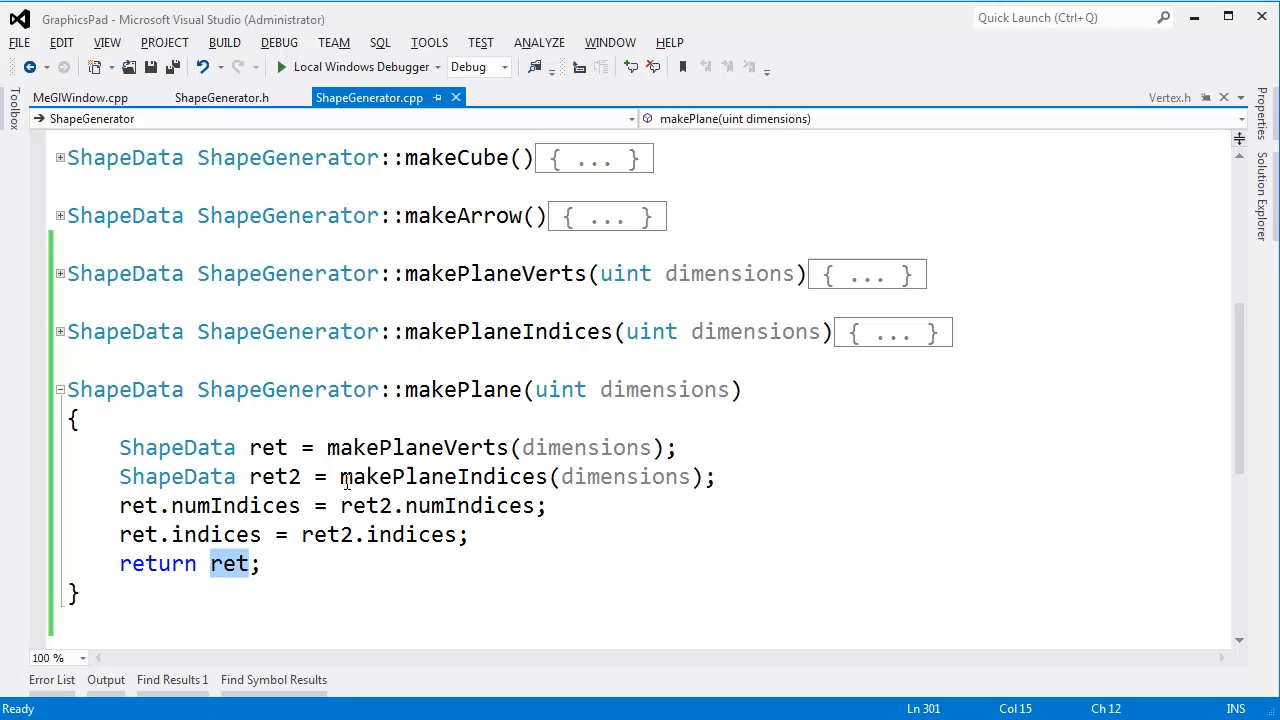 GraphicsPad - Microsoft Visual Studio (Administrator)
Quick Launch (Ctrl+Q)
FILE EDIT VIEW PROJECT BUILD DEBUG TEAM SQL TOOLS TEST ANALYZE WINDOW HELP
Local Windows Debugger Debug
Toolbox
MeGlWindow.cpp ShapeGenerator.h ShapeGenerator.cpp Vertex.h
ShapeGenerator makePlane(uint dimensions)
Properties
Solution Explorer
ShapeData ShapeGenerator::makeCube(){ ... }
ShapeData ShapeGenerator::makeArrow(){ ... }
ShapeData ShapeGenerator::makePlaneVerts(uint dimensions){ ... }
ShapeData ShapeGenerator::makePlaneIndices(uint dimensions){ ... }
ShapeData ShapeGenerator::makePlane(uint dimensions)
{
ShapeData ret = makePlaneVerts(dimensions);
ShapeData ret2 = makePlaneIndices(dimensions);
ret.numIndices = ret2.numIndices;
ret.indices = ret2.indices;
return ret;
}
100 %
Error List Output Find Results 1 Find Symbol Results
Ready Ln 301 Col 15 Ch 12 INS